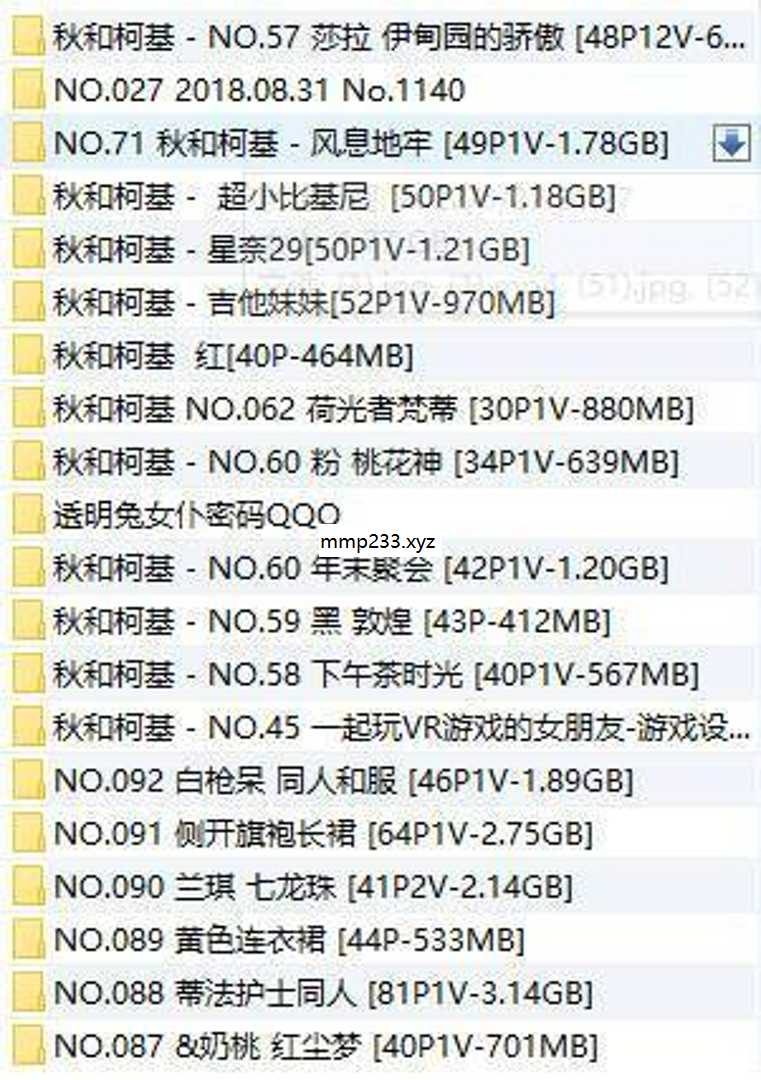 秋和柯基 - NO.57 莎拉 伊甸园的骄傲 [48P12V-6...
NO.027 2018.08.31 No.1140
NO.71 秋和柯基 - 风息地牢 [49P1V-1.78GB]
秋和柯基 - 超小比基尼 [50P1V-1.18GB]
秋和柯基 - 星奈29[50P1V-1.21GB]
(51).jpg, (52)
秋和柯基 - 吉他妹妹[52P1V-970MB]
秋和柯基 红[40P-464MB]
秋和柯基 NO.062 荷光者梵蒂 [30P1V-880MB]
秋和柯基 - NO.60 粉 桃花神 [34P1V-639MB]
透明兔女仆密码QQO
mmp233.xyz
秋和柯基 - NO.60 年末聚会 [42P1V-1.20GB]
秋和柯基 - NO.59 黑 敦煌 [43P-412MB]
秋和柯基 - NO.58 下午茶时光 [40P1V-567MB]
秋和柯基 - NO.45 一起玩VR游戏的女朋友-游戏设...
NO.092 白枪呆 同人和服 [46P1V-1.89GB]
NO.091 侧开旗袍长裙 [64P1V-2.75GB]
NO.090 兰琪 七龙珠 [41P2V-2.14GB]
NO.089 黄色连衣裙 [44P-533MB]
NO.088 蒂法护士同人 [81P1V-3.14GB]
NO.087 &奶桃 红尘梦 [40P1V-701MB]